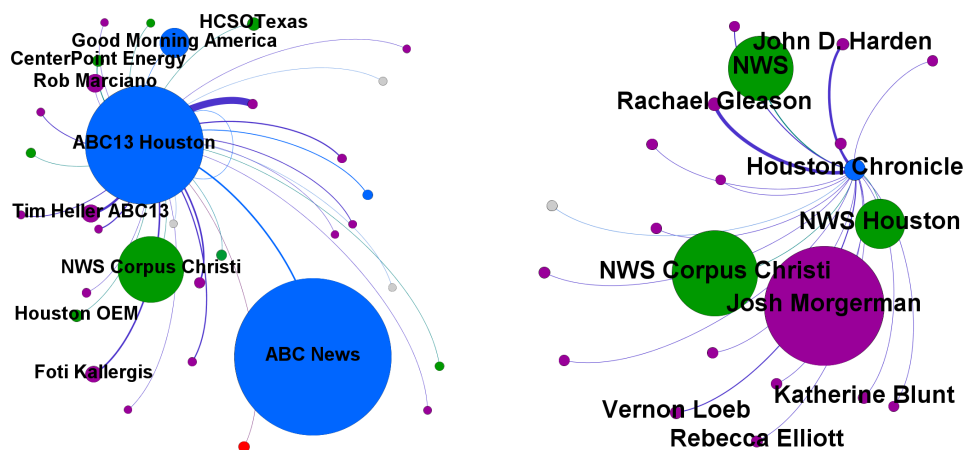 HCSOTexas
Good Morning America
CenterPoint Energy
Rob Marciano
ABC13 Houston
Tim Heller ABC13
NWS Corpus Christi
Houston OEM
ABC News
Foti Kallergis
John D. Harden
NWS
Rachael Gleason
Houston Chronicle
NWS Houston
NWS Corpus Christi
Josh Morgerman
Katherine Blunt
Vernon Loeb
Rebecca Elliott